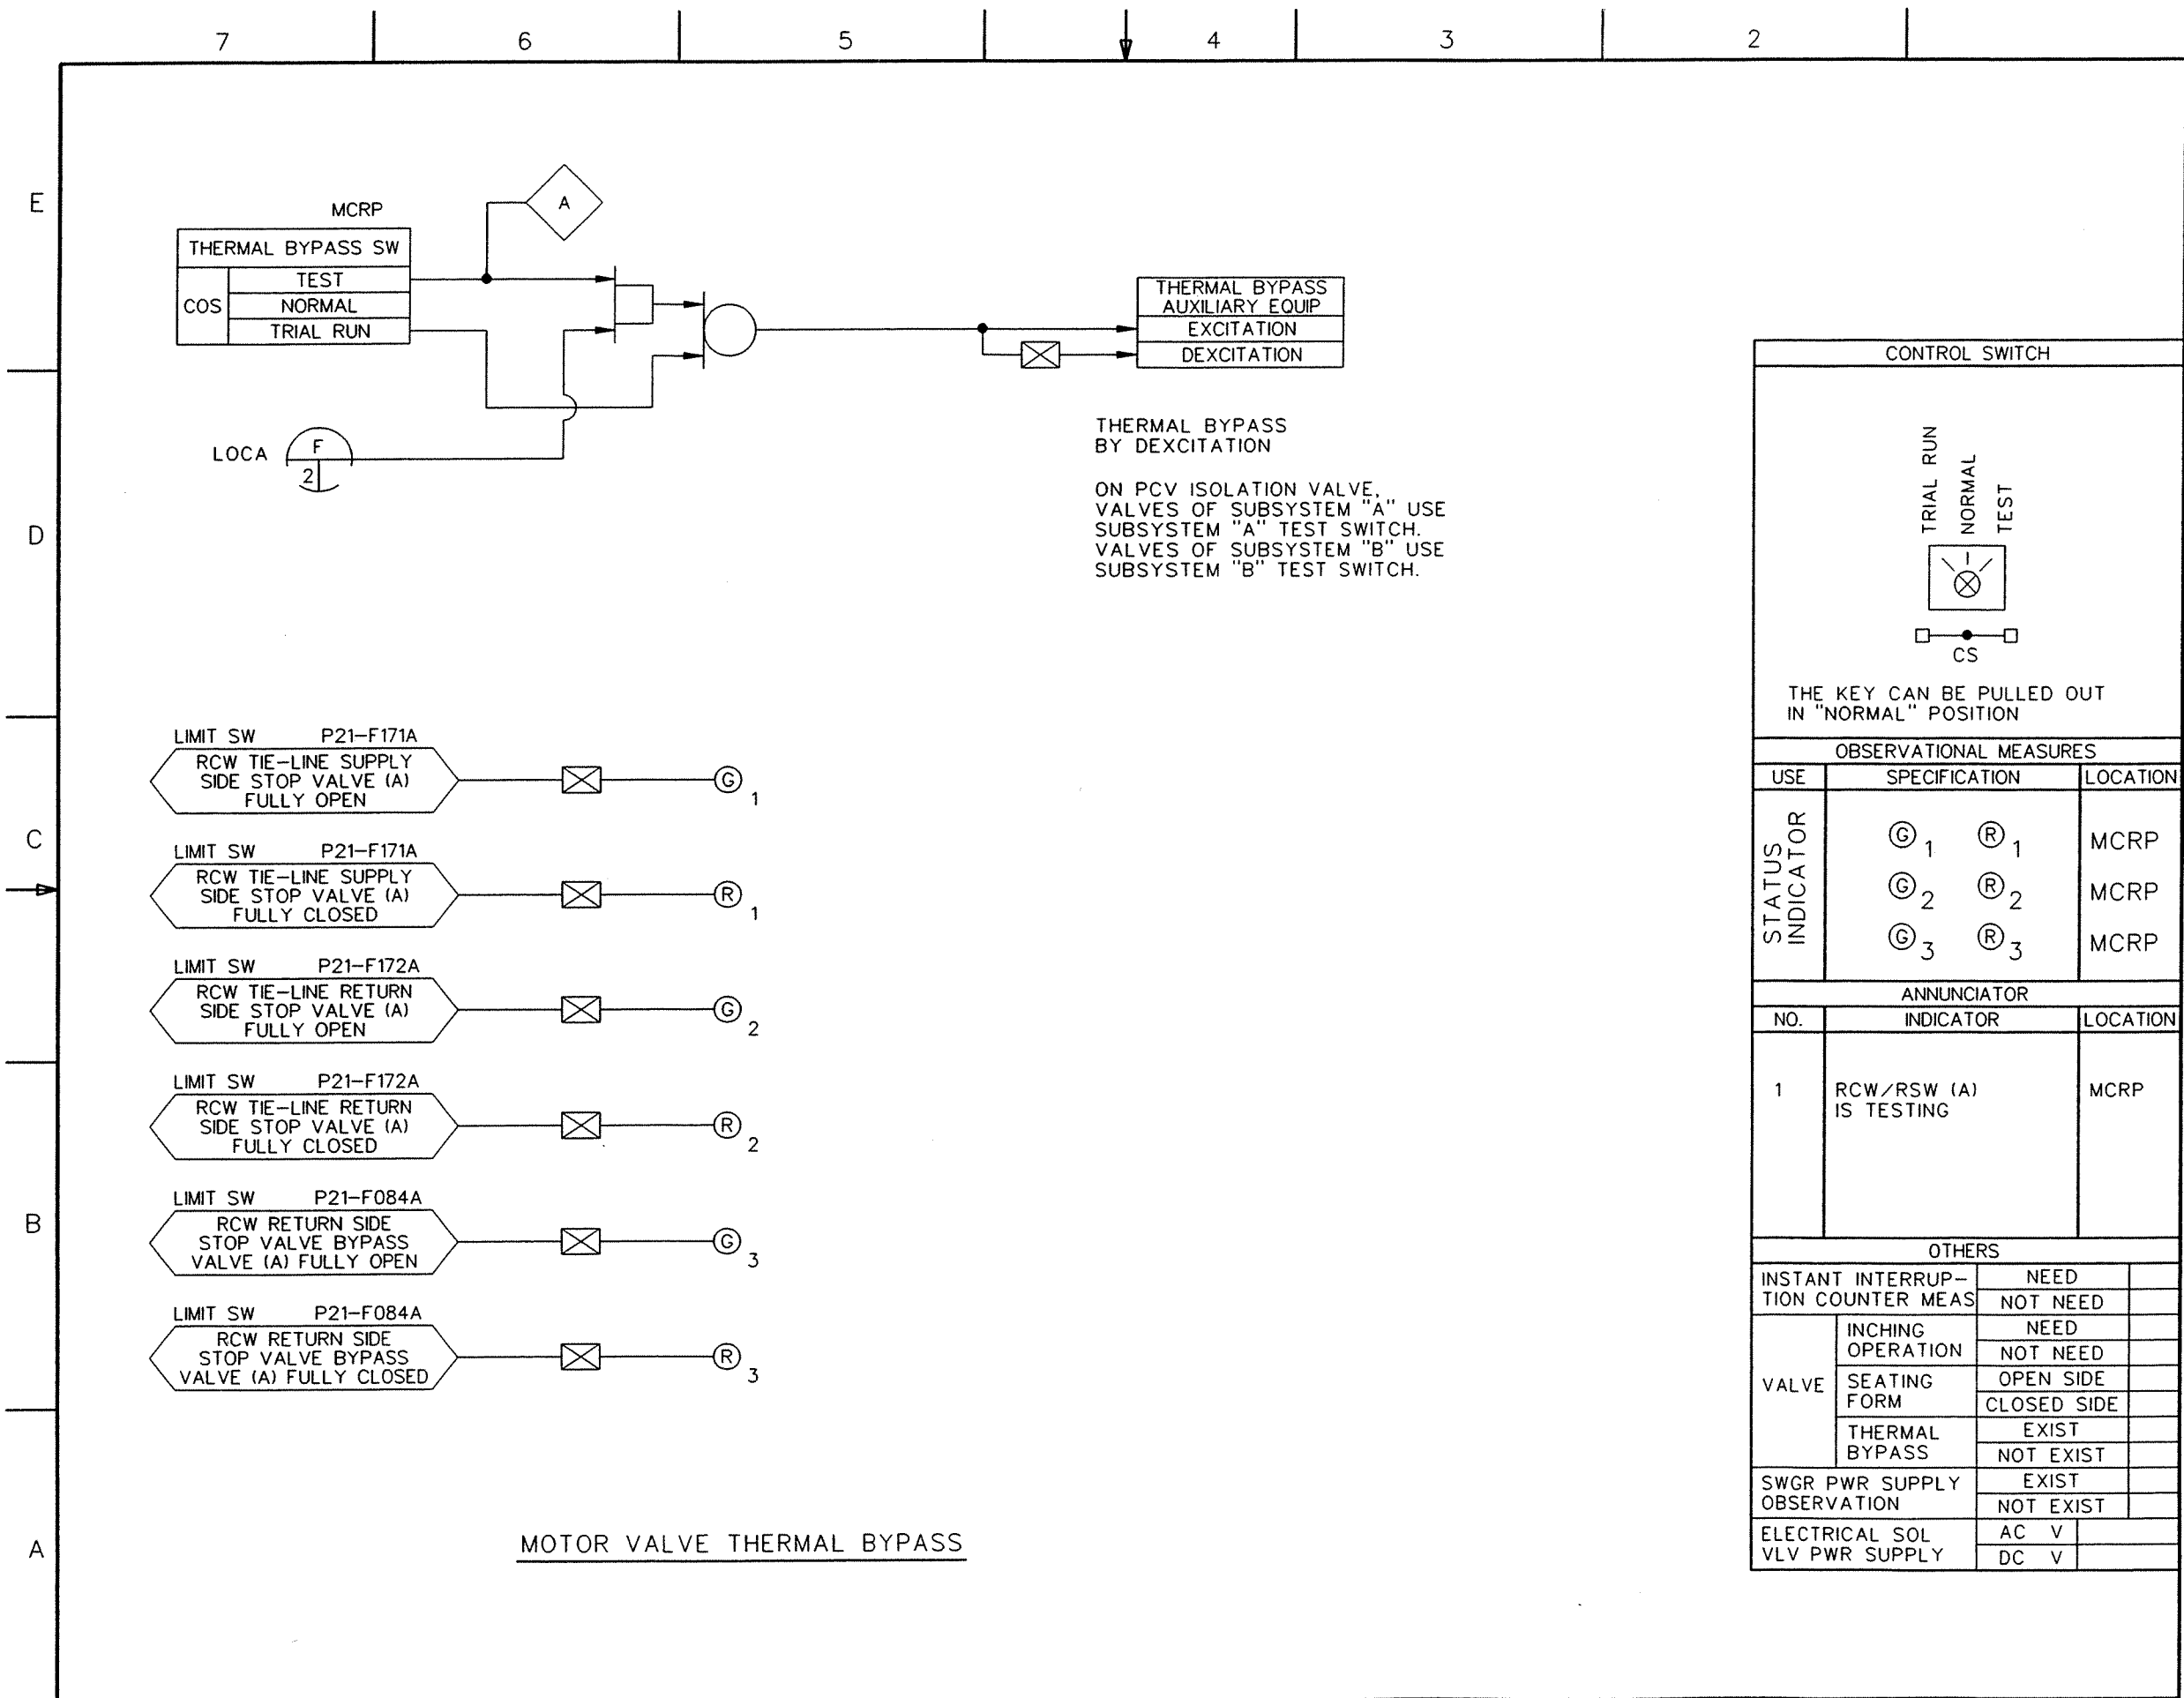 7 6 5 4 3 2
E
D
C
B
A
MCRP
THERMAL BYPASS SW
COS
TEST
NORMAL
TRIAL RUN
A
LOCA
F
2
THERMAL BYPASS
AUXILIARY EQUIP
EXCITATION
DEXCITATION
THERMAL BYPASS
BY DEXCITATION
ON PCV ISOLATION VALVE,
VALVES OF SUBSYSTEM "A" USE
SUBSYSTEM "A" TEST SWITCH.
VALVES OF SUBSYSTEM "B" USE
SUBSYSTEM "B" TEST SWITCH.
LIMIT SW P21-F171A
RCW TIE-LINE SUPPLY
SIDE STOP VALVE (A)
FULLY OPEN
G 1
LIMIT SW P21-F171A
RCW TIE-LINE SUPPLY
SIDE STOP VALVE (A)
FULLY CLOSED
R 1
LIMIT SW P21-F172A
RCW TIE-LINE RETURN
SIDE STOP VALVE (A)
FULLY OPEN
G 2
LIMIT SW P21-F172A
RCW TIE-LINE RETURN
SIDE STOP VALVE (A)
FULLY CLOSED
R 2
LIMIT SW P21-F084A
RCW RETURN SIDE
STOP VALVE BYPASS
VALVE (A) FULLY OPEN
G 3
LIMIT SW P21-F084A
RCW RETURN SIDE
STOP VALVE BYPASS
VALVE (A) FULLY CLOSED
R 3
MOTOR VALVE THERMAL BYPASS
CONTROL SWITCH
TRIAL RUN
NORMAL
TEST
CS
THE KEY CAN BE PULLED OUT
IN "NORMAL" POSITION
OBSERVATIONAL MEASURES
USE SPECIFICATION LOCATION
STATUS
INDICATOR
G 1 R 1 MCRP
G 2 R 2 MCRP
G 3 R 3 MCRP
ANNUNCIATOR
NO. INDICATOR LOCATION
1 RCW/RSW (A) MCRP
IS TESTING
OTHERS
INSTANT INTERRUP-
TION COUNTER MEAS
NEED
NOT NEED
VALVE
INCHING
OPERATION
NEED
NOT NEED
SEATING
FORM
OPEN SIDE
CLOSED SIDE
THERMAL
BYPASS
EXIST
NOT EXIST
SWGR PWR SUPPLY
OBSERVATION
EXIST
NOT EXIST
ELECTRICAL SOL
VLV PWR SUPPLY
AC V
DC V